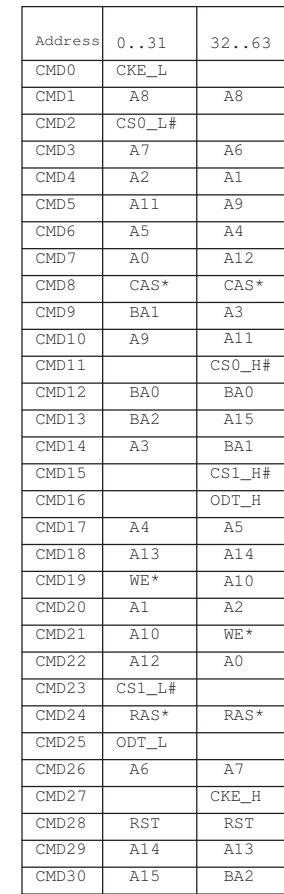 Address 0..31 32..63
CMD0 CKE_L
CMD1 A8 A8
CMD2 CS0_L#
CMD3 A7 A6
CMD4 A2 A1
CMD5 A11 A9
CMD6 A5 A4
CMD7 A0 A12
CMD8 CAS* CAS*
CMD9 BA1 A3
CMD10 A9 A11
CMD11 CS0_H#
CMD12 BA0 BA0
CMD13 BA2 A15
CMD14 A3 BA1
CMD15 CS1_H#
CMD16 ODT_H
CMD17 A4 A5
CMD18 A13 A14
CMD19 WE* A10
CMD20 A1 A2
CMD21 A10 WE*
CMD22 A12 A0
CMD23 CS1_L#
CMD24 RAS* RAS*
CMD25 ODT_L
CMD26 A6 A7
CMD27 CKE_H
CMD28 RST RST
CMD29 A14 A13
CMD30 A15 BA2